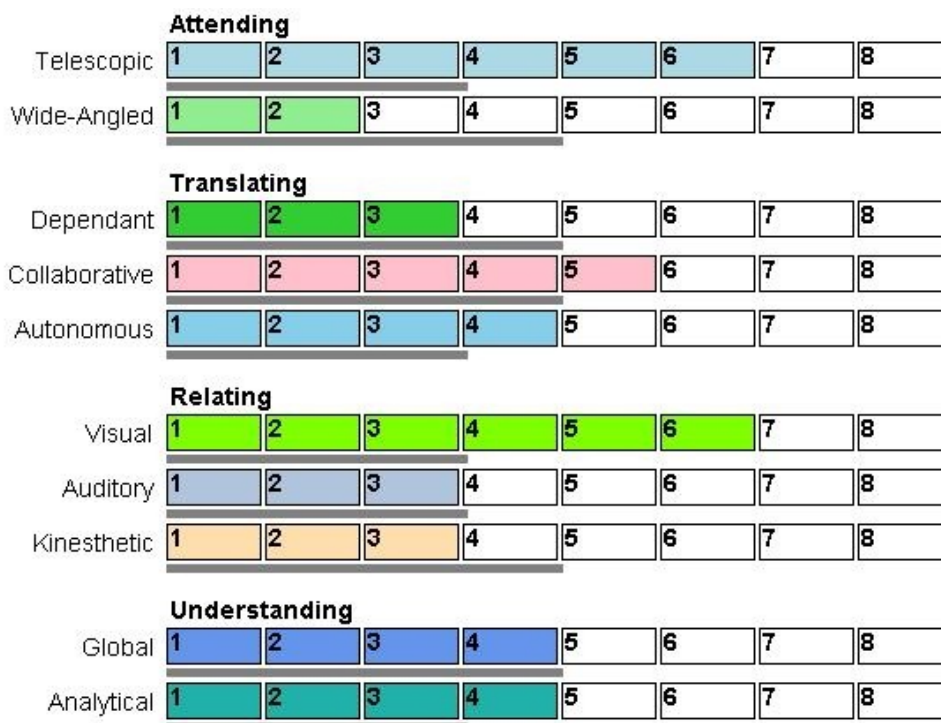 Attending
Telescopic 1 2 3 4 5 6 7 8
Wide-Angled 1 2 3 4 5 6 7 8
Translating
Dependant 1 2 3 4 5 6 7 8
Collaborative 1 2 3 4 5 6 7 8
Autonomous 1 2 3 4 5 6 7 8
Relating
Visual 1 2 3 4 5 6 7 8
Auditory 1 2 3 4 5 6 7 8
Kinesthetic 1 2 3 4 5 6 7 8
Understanding
Global 1 2 3 4 5 6 7 8
Analytical 1 2 3 4 5 6 7 8